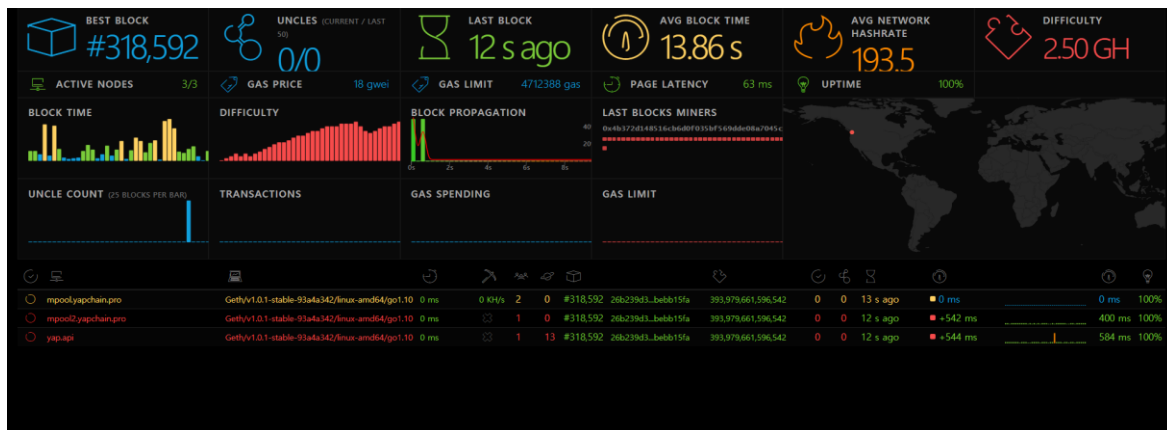 BEST BLOCK
#318,592
UNCLES (CURRENT / LAST 50)
0/0
LAST BLOCK
12 s ago
AVG BLOCK TIME
13.86 s
AVG NETWORK HASHRATE
193.5
DIFFICULTY
2.50 GH
ACTIVE NODES 3/3
GAS PRICE 18 gwei
GAS LIMIT 4712388 gas
PAGE LATENCY 63 ms
UPTIME 100%
BLOCK TIME
DIFFICULTY
BLOCK PROPAGATION
40
20
0s 2s 4s 6s 8s
LAST BLOCKS MINERS
0x4b372d148516cb6d0f035bf569dde08a7045c
UNCLE COUNT (25 BLOCKS PER BAR)
TRANSACTIONS
GAS SPENDING
GAS LIMIT
mpool.yapchain.pro Geth/v1.0.1-stable-93a4a342/linux-amd64/go1.10 0 ms 0 KH/s 2 0 #318,592 26b239d3...bebb15fa 393,979,661,596,542 0 0 13 s ago 0 ms 0 ms 100%
mpool2.yapchain.pro Geth/v1.0.1-stable-93a4a342/linux-amd64/go1.10 0 ms 1 0 #318,592 26b239d3...bebb15fa 393,979,661,596,542 0 0 12 s ago +542 ms 400 ms 100%
yap.api Geth/v1.0.1-stable-93a4a342/linux-amd64/go1.10 0 ms 1 13 #318,592 26b239d3...bebb15fa 393,979,661,596,542 0 0 12 s ago +544 ms 584 ms 100%